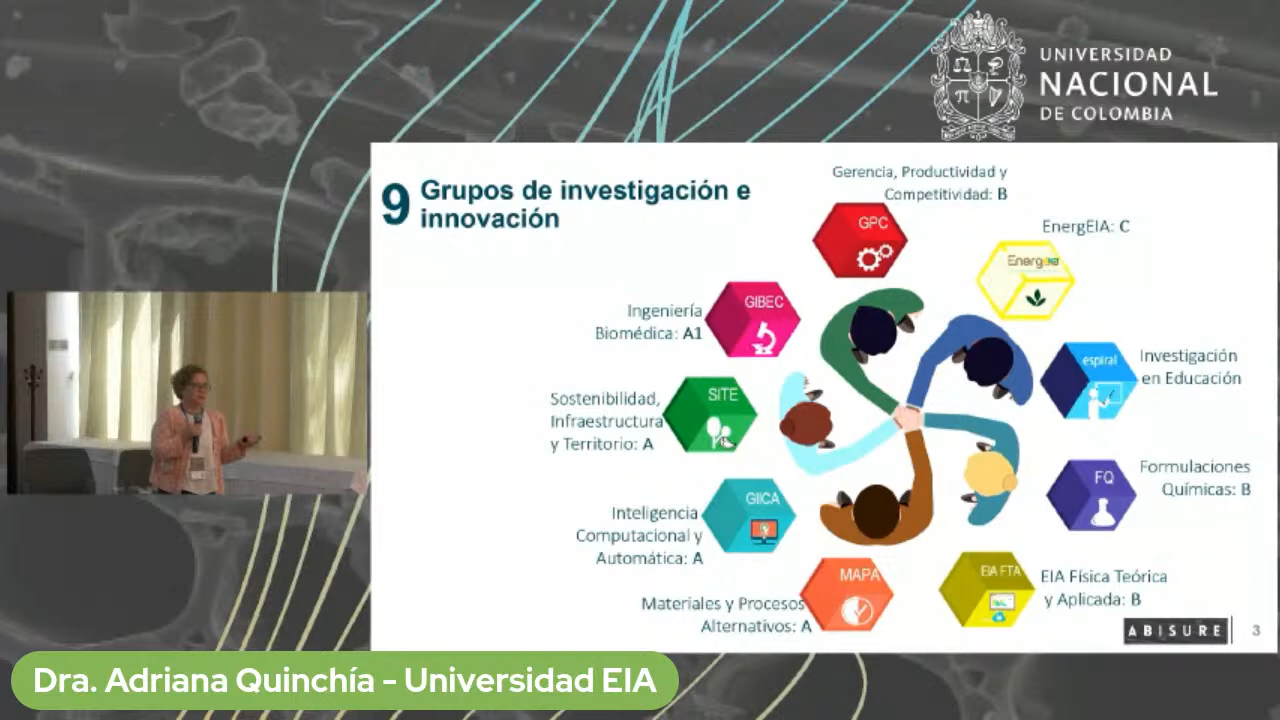 UNIVERSIDAD
NACIONAL
DE COLOMBIA
9 Grupos de investigación e
innovación
Gerencia, Productividad y
Competitividad: B
GPC
EnergEIA: C
Energeia
GIBEC
Ingeniería
Biomédica: A1
espiral
Investigación
en Educación
SITE
Sostenibilidad,
Infraestructura
y Territorio: A
FQ
Formulaciones
Químicas: B
GIICA
Inteligencia
Computacional y
Automática: A
MAPA
Materiales y Procesos
Alternativos: A
EIA FTA
EIA Física Teórica
y Aplicada: B
ABISURE
3
Dra. Adriana Quinchía - Universidad EIA